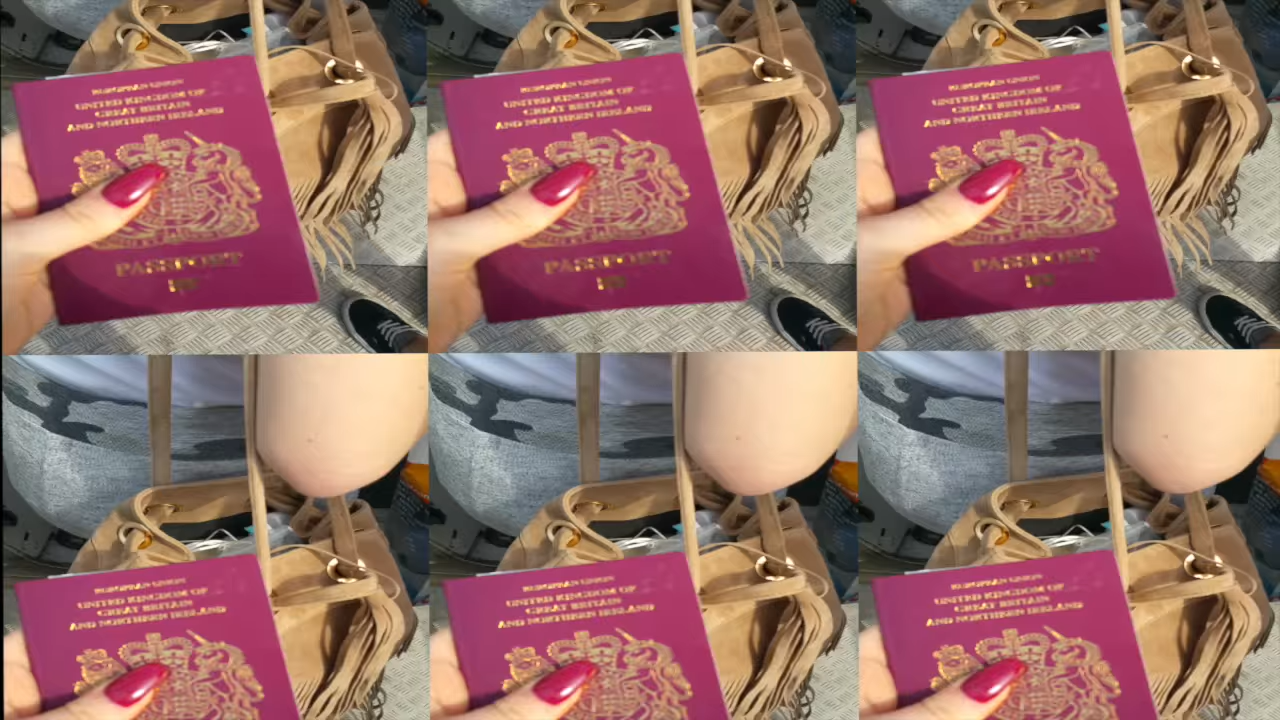 EUROPEAN UNION
UNITED KINGDOM OF
GREAT BRITAIN
AND NORTHERN IRELAND
PASSPORT
EUROPEAN UNION
UNITED KINGDOM OF
GREAT BRITAIN
AND NORTHERN IRELAND
PASSPORT
EUROPEAN UNION
UNITED KINGDOM OF
GREAT BRITAIN
AND NORTHERN IRELAND
PASSPORT
EUROPEAN UNION
UNITED KINGDOM OF
GREAT BRITAIN
AND NORTHERN IRELAND
EUROPEAN UNION
UNITED KINGDOM OF
GREAT BRITAIN
AND NORTHERN IRELAND
EUROPEAN UNION
UNITED KINGDOM OF
GREAT BRITAIN
AND NORTHERN IRELAND